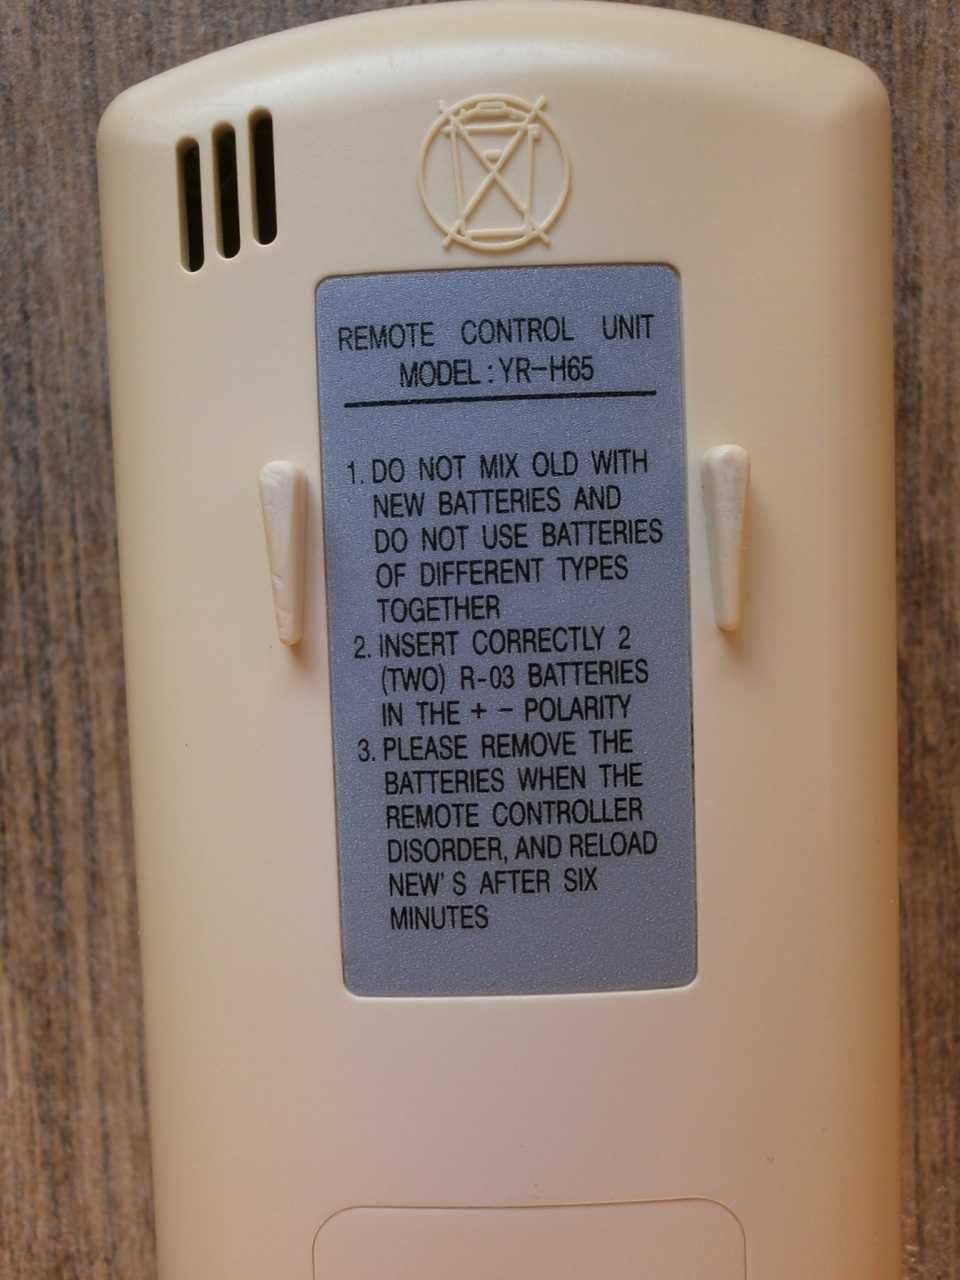 REMOTE CONTROL UNIT
MODEL : YR-H65
1. DO NOT MIX OLD WITH
NEW BATTERIES AND
DO NOT USE BATTERIES
OF DIFFERENT TYPES
TOGETHER
2. INSERT CORRECTLY 2
(TWO) R-03 BATTERIES
IN THE + - POLARITY
3. PLEASE REMOVE THE
BATTERIES WHEN THE
REMOTE CONTROLLER
DISORDER, AND RELOAD
NEW' S AFTER SIX
MINUTES